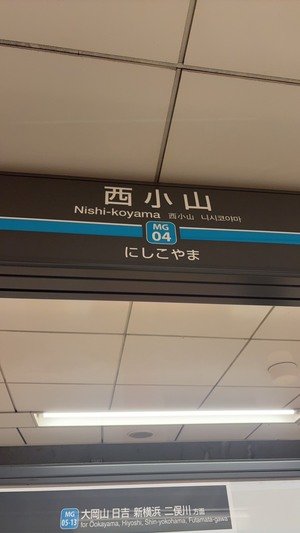 西小山
Nishi-koyama 西小山 니시코야마
MG
04
にしこやま
MG
05-13
大岡山 日吉 新横浜 二俣川 方面
for Ookayama, Hiyoshi, Shin-yokohama, Futamata-gawa